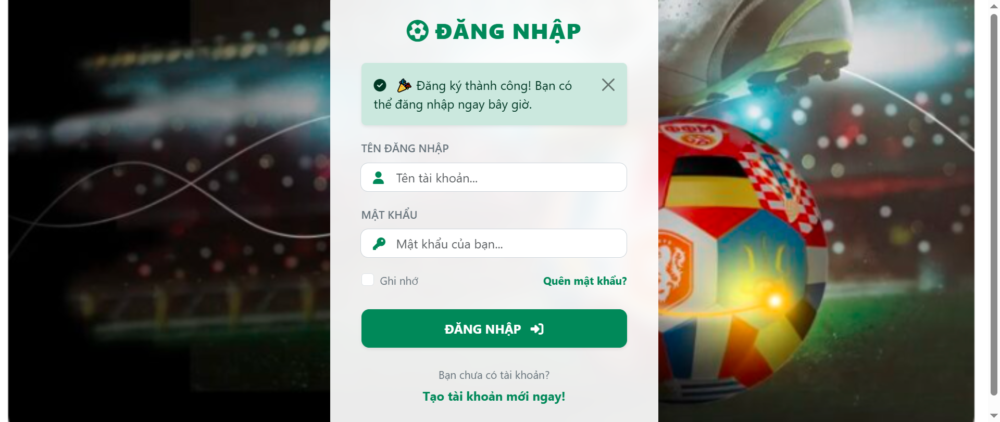 ĐĂNG NHẬP
🎉 Đăng ký thành công! Bạn có
thể đăng nhập ngay bây giờ.
TÊN ĐĂNG NHẬP
Tên tài khoản...
MẬT KHẨU
Mật khẩu của bạn...
Ghi nhớ
Quên mật khẩu?
ĐĂNG NHẬP
Bạn chưa có tài khoản?
Tạo tài khoản mới ngay!